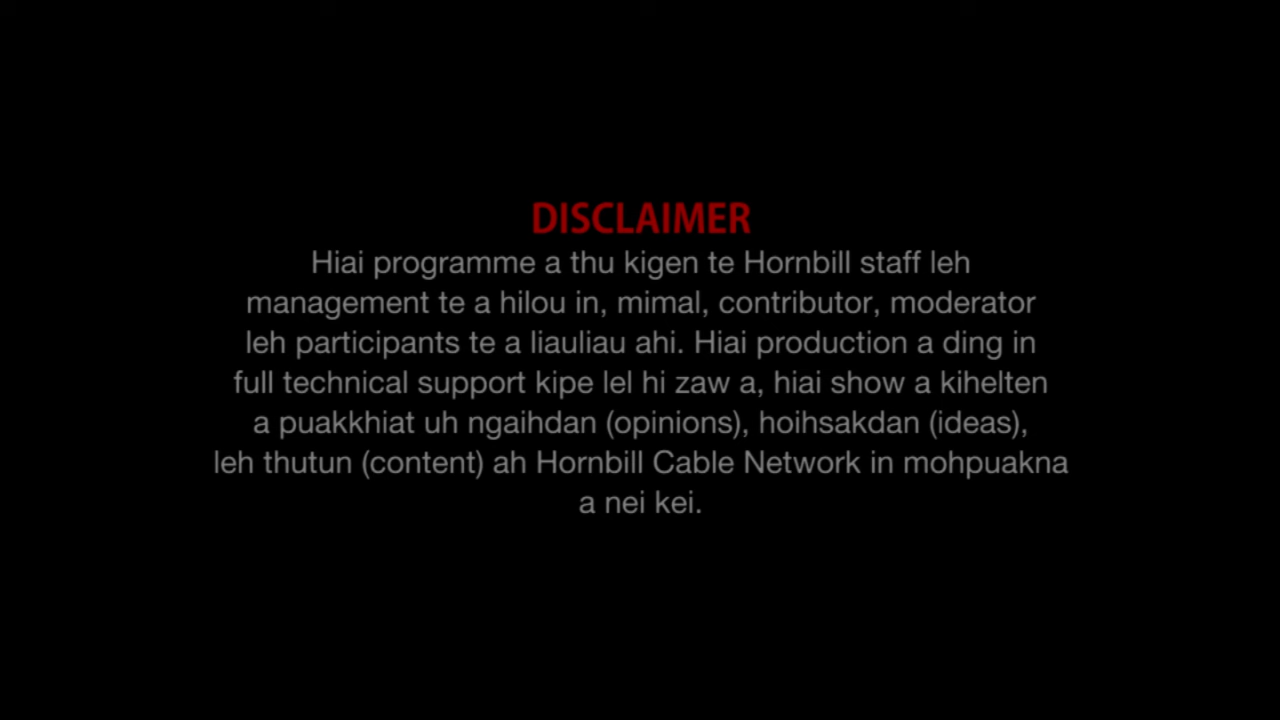 DISCLAIMER
Hiai programme a thu kigen te Hornbill staff leh
management te a hilou in, mimal, contributor, moderator
leh participants te a liauliau ahi. Hiai production a ding in
full technical support kipe lel hi zaw a, hiai show a kihelten
a puakkhiat uh ngaihdan (opinions), hoihsakdan (ideas),
leh thutun (content) ah Hornbill Cable Network in mohpuakna
a nei kei.